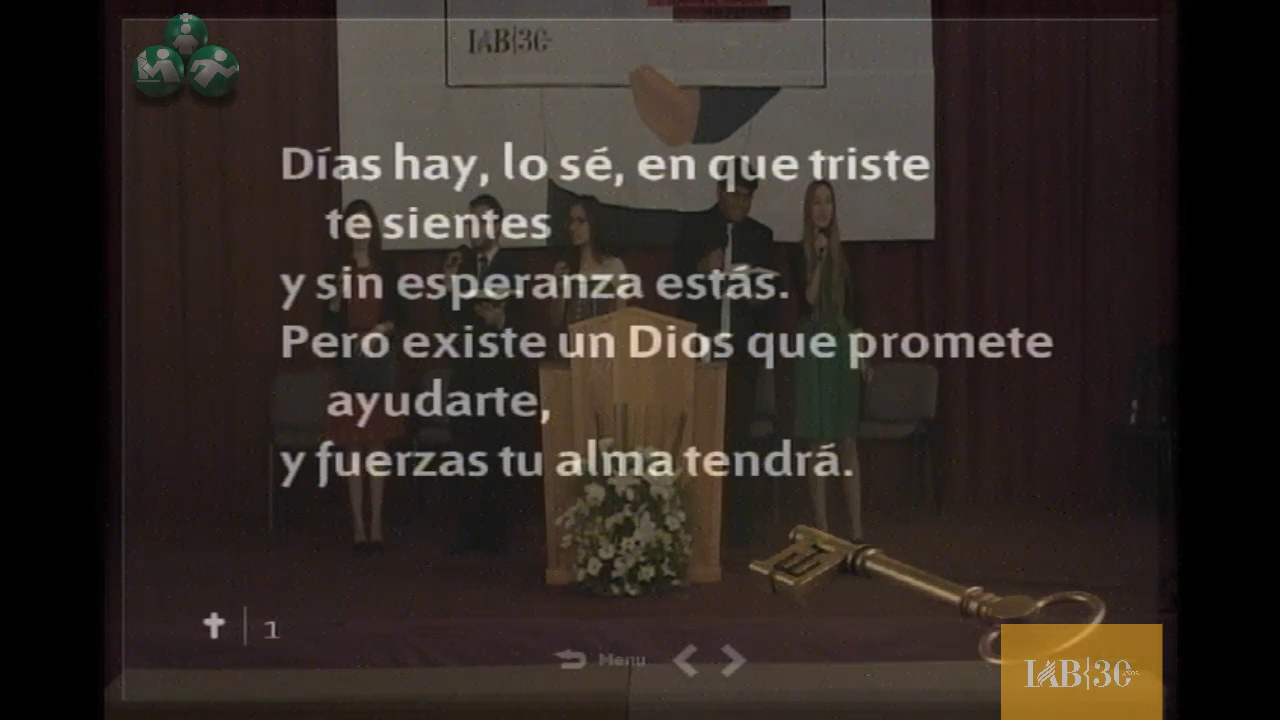 IAB|30
Días hay, lo sé, en que triste
te sientes
y sin esperanza estás.
Pero existe un Dios que promete
ayudarte,
y fuerzas tu alma tendrá.
1
Menu
IAB|30